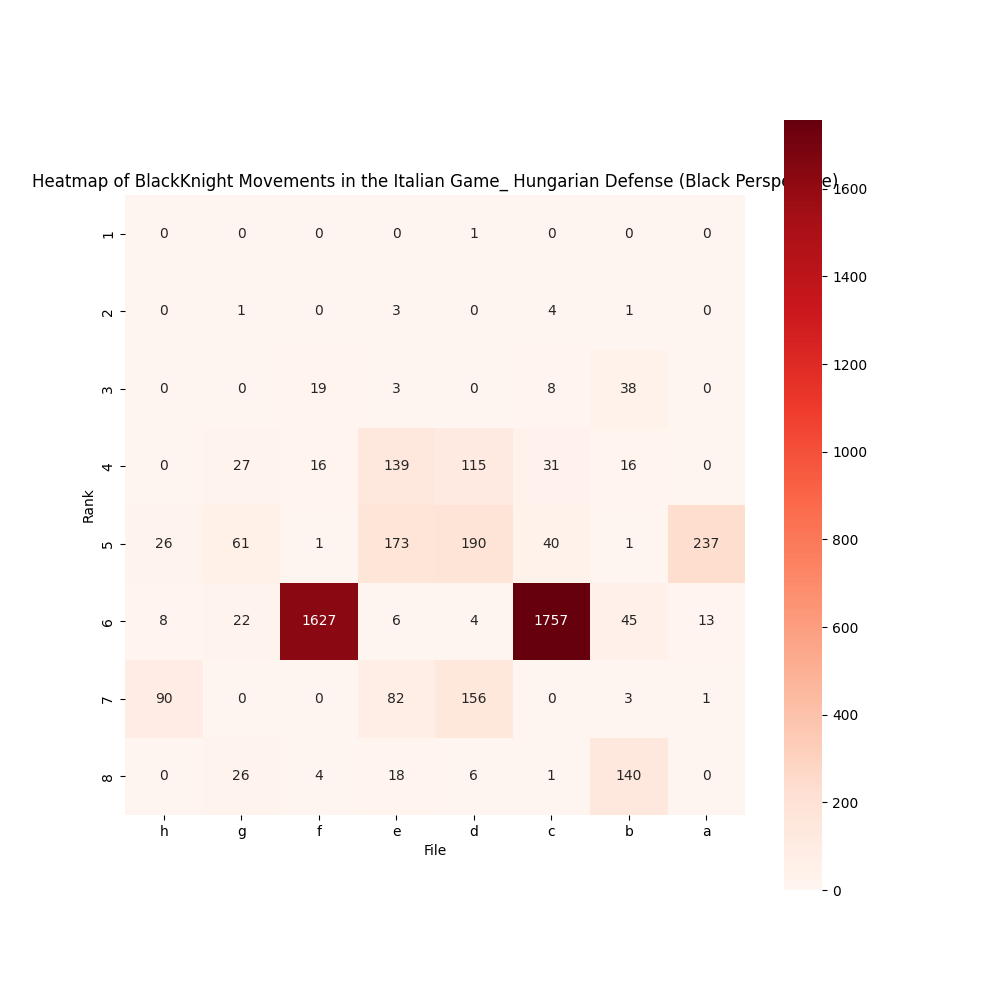 Heatmap of BlackKnight Movements in the Italian Game_ Hungarian Defense (Black Perspe e)
1600
1 0 0 0 0 1 0 0 0
1400
2 0 1 0 3 0 4 1 0
1200
3 0 0 19 3 0 8 38 0
1000
4 0 27 16 139 115 31 16 0
Rank
800
5 26 61 1 173 190 40 1 237
600
6 8 22 1627 6 4 1757 45 13
400
7 90 0 0 82 156 0 3 1
200
8 0 26 4 18 6 1 140 0
h g f e d c b a
File
0